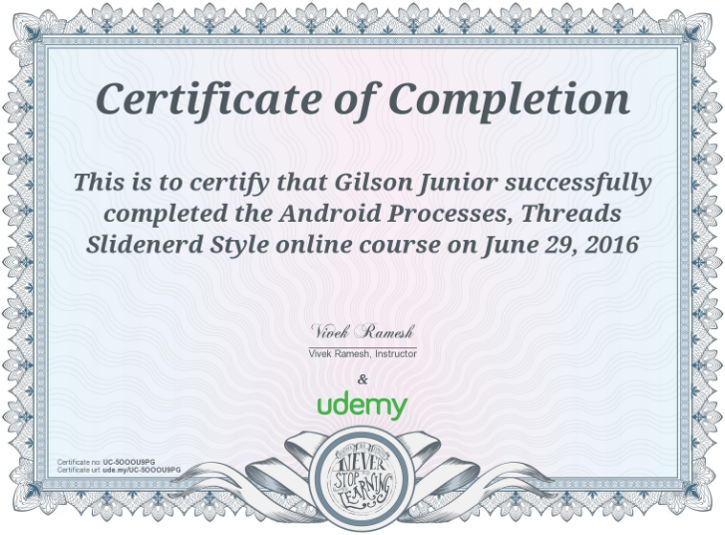 Certificate of Completion
This is to certify that Gilson Junior successfully
completed the Android Processes, Threads
Slidenerd Style online course on June 29, 2016
Vivek Ramesh
Vivek Ramesh, Instructor
&
udemy
Certificate no: UC-5OOOU9PG
Certificate url: ude.my/UC-5OOOU9PG
NEVER
STOP
LEARNING